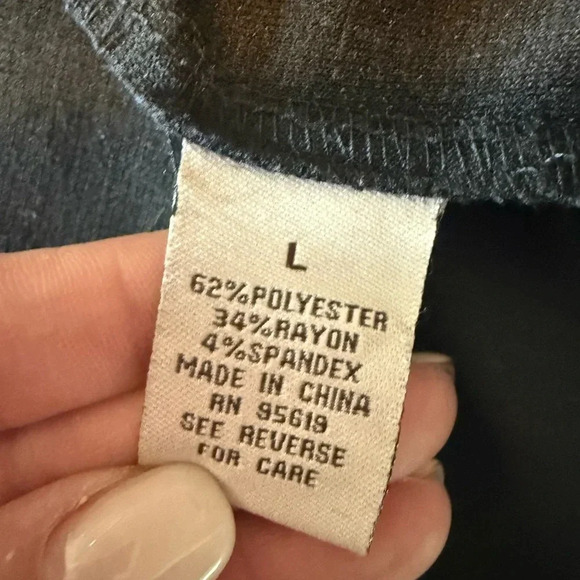 L
62%POLYESTER
34%RAYON
4%SPANDEX
MADE IN CHINA
RN 95619
SEE REVERSE
FOR CARE